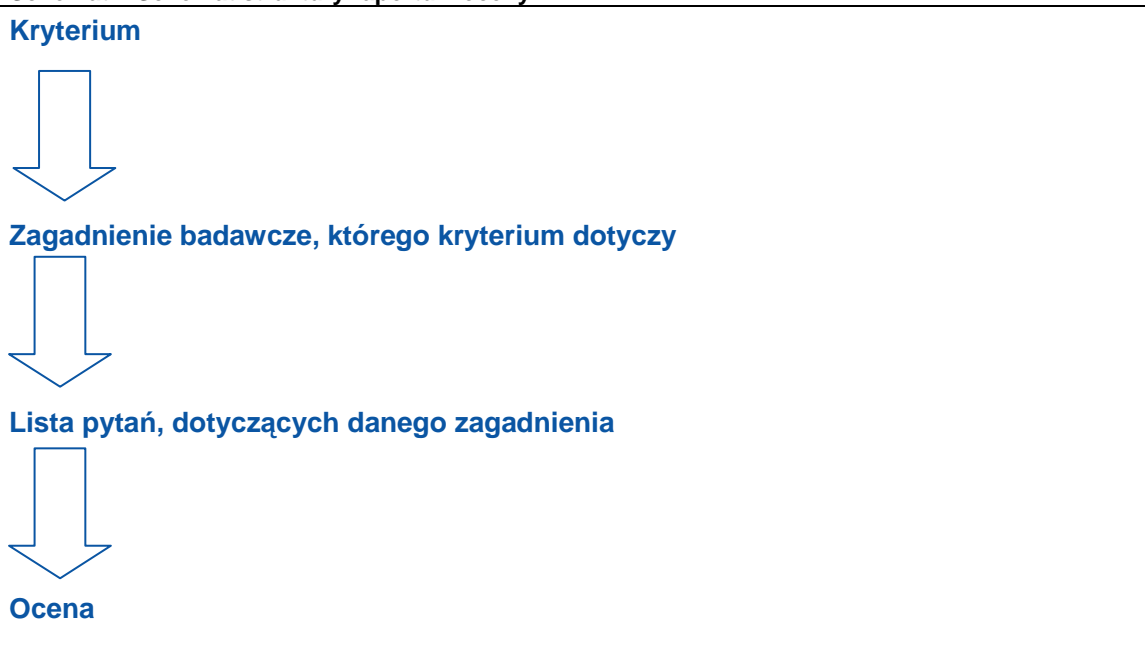 Kryterium
Zagadnienie badawcze, którego kryterium dotyczy
Lista pytań, dotyczących danego zagadnienia
Ocena